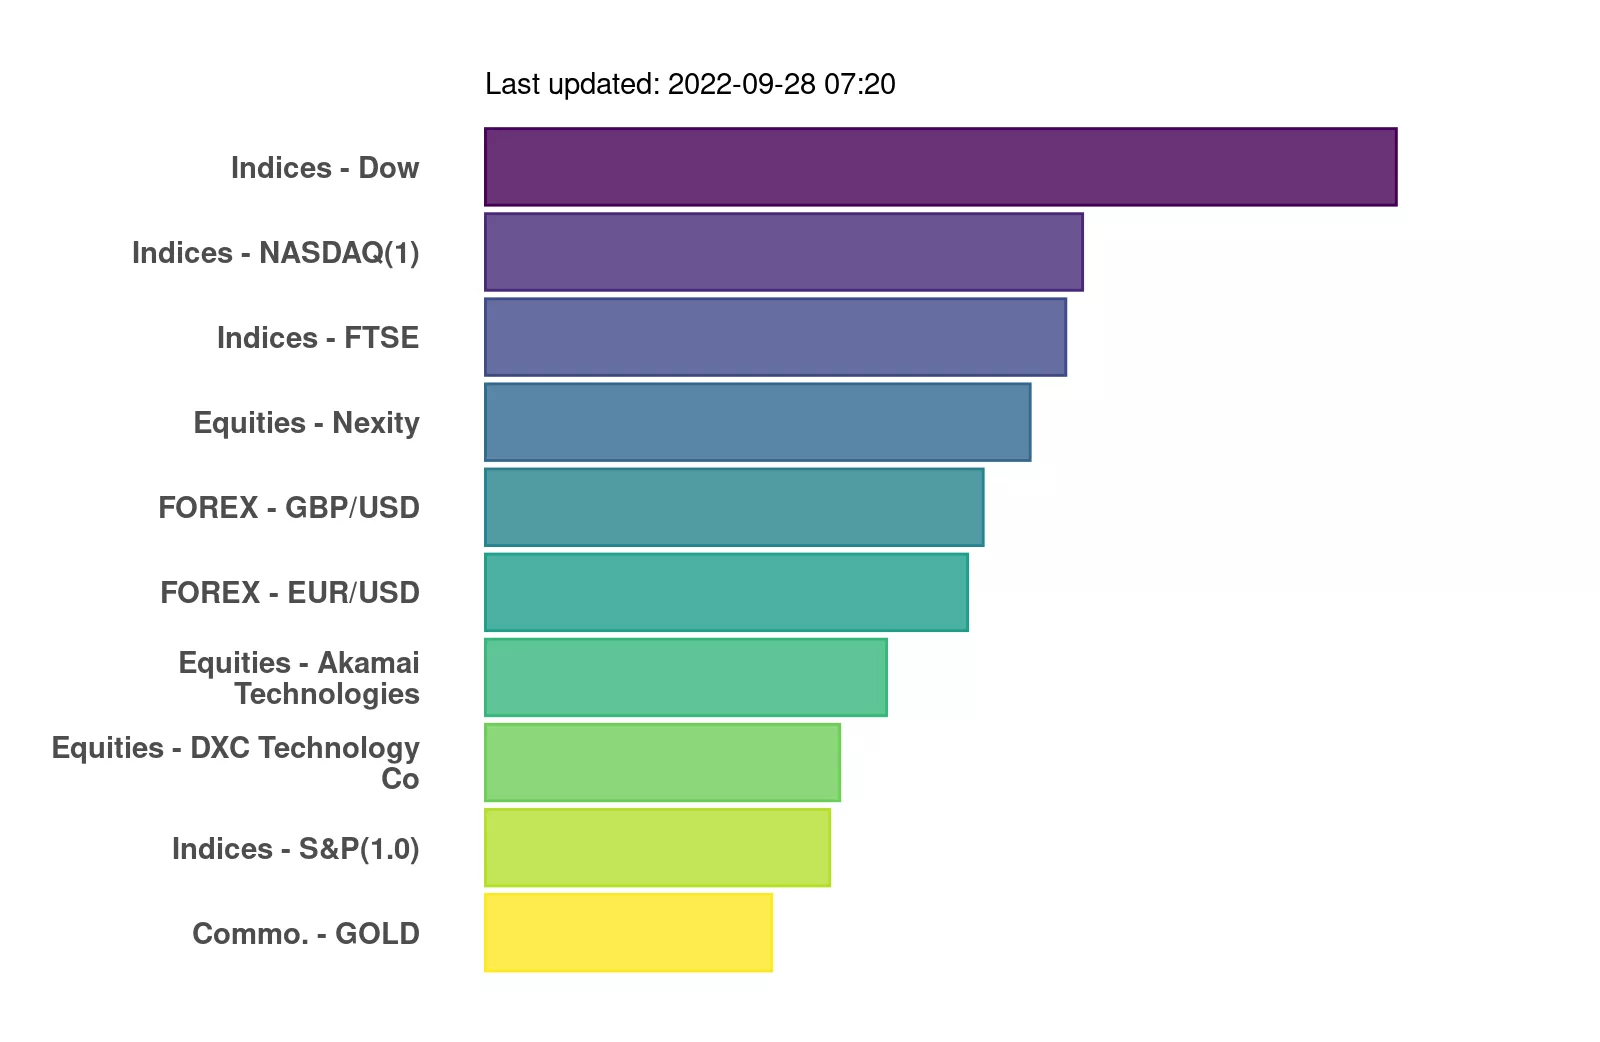 Last updated: 2022-09-28 07:20
Indices - Dow
Indices - NASDAQ(1)
Indices - FTSE
Equities - Nexity
FOREX - GBP/USD
FOREX - EUR/USD
Equities - Akamai
Technologies
Equities - DXC Technology
Co
Indices - S&P(1.0)
Commo. - GOLD